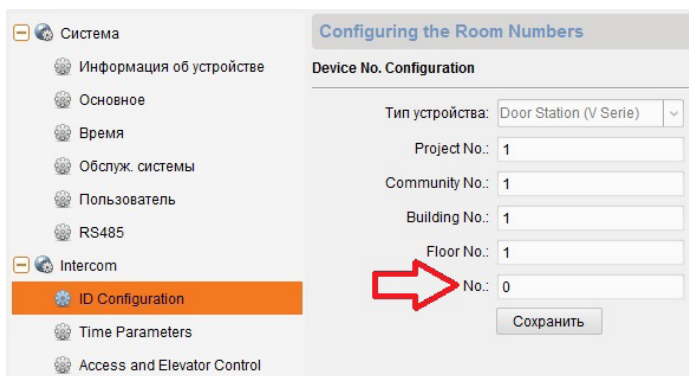 Система
Информация об устройстве
Основное
Время
Обслуж. системы
Пользователь
RS485
Intercom
ID Configuration
Time Parameters
Access and Elevator Control
Configuring the Room Numbers
Device No. Configuration
Тип устройства: Door Station (V Serie)
Project No.: 1
Community No.: 1
Building No.: 1
Floor No.: 1
No.: 0
Сохранить